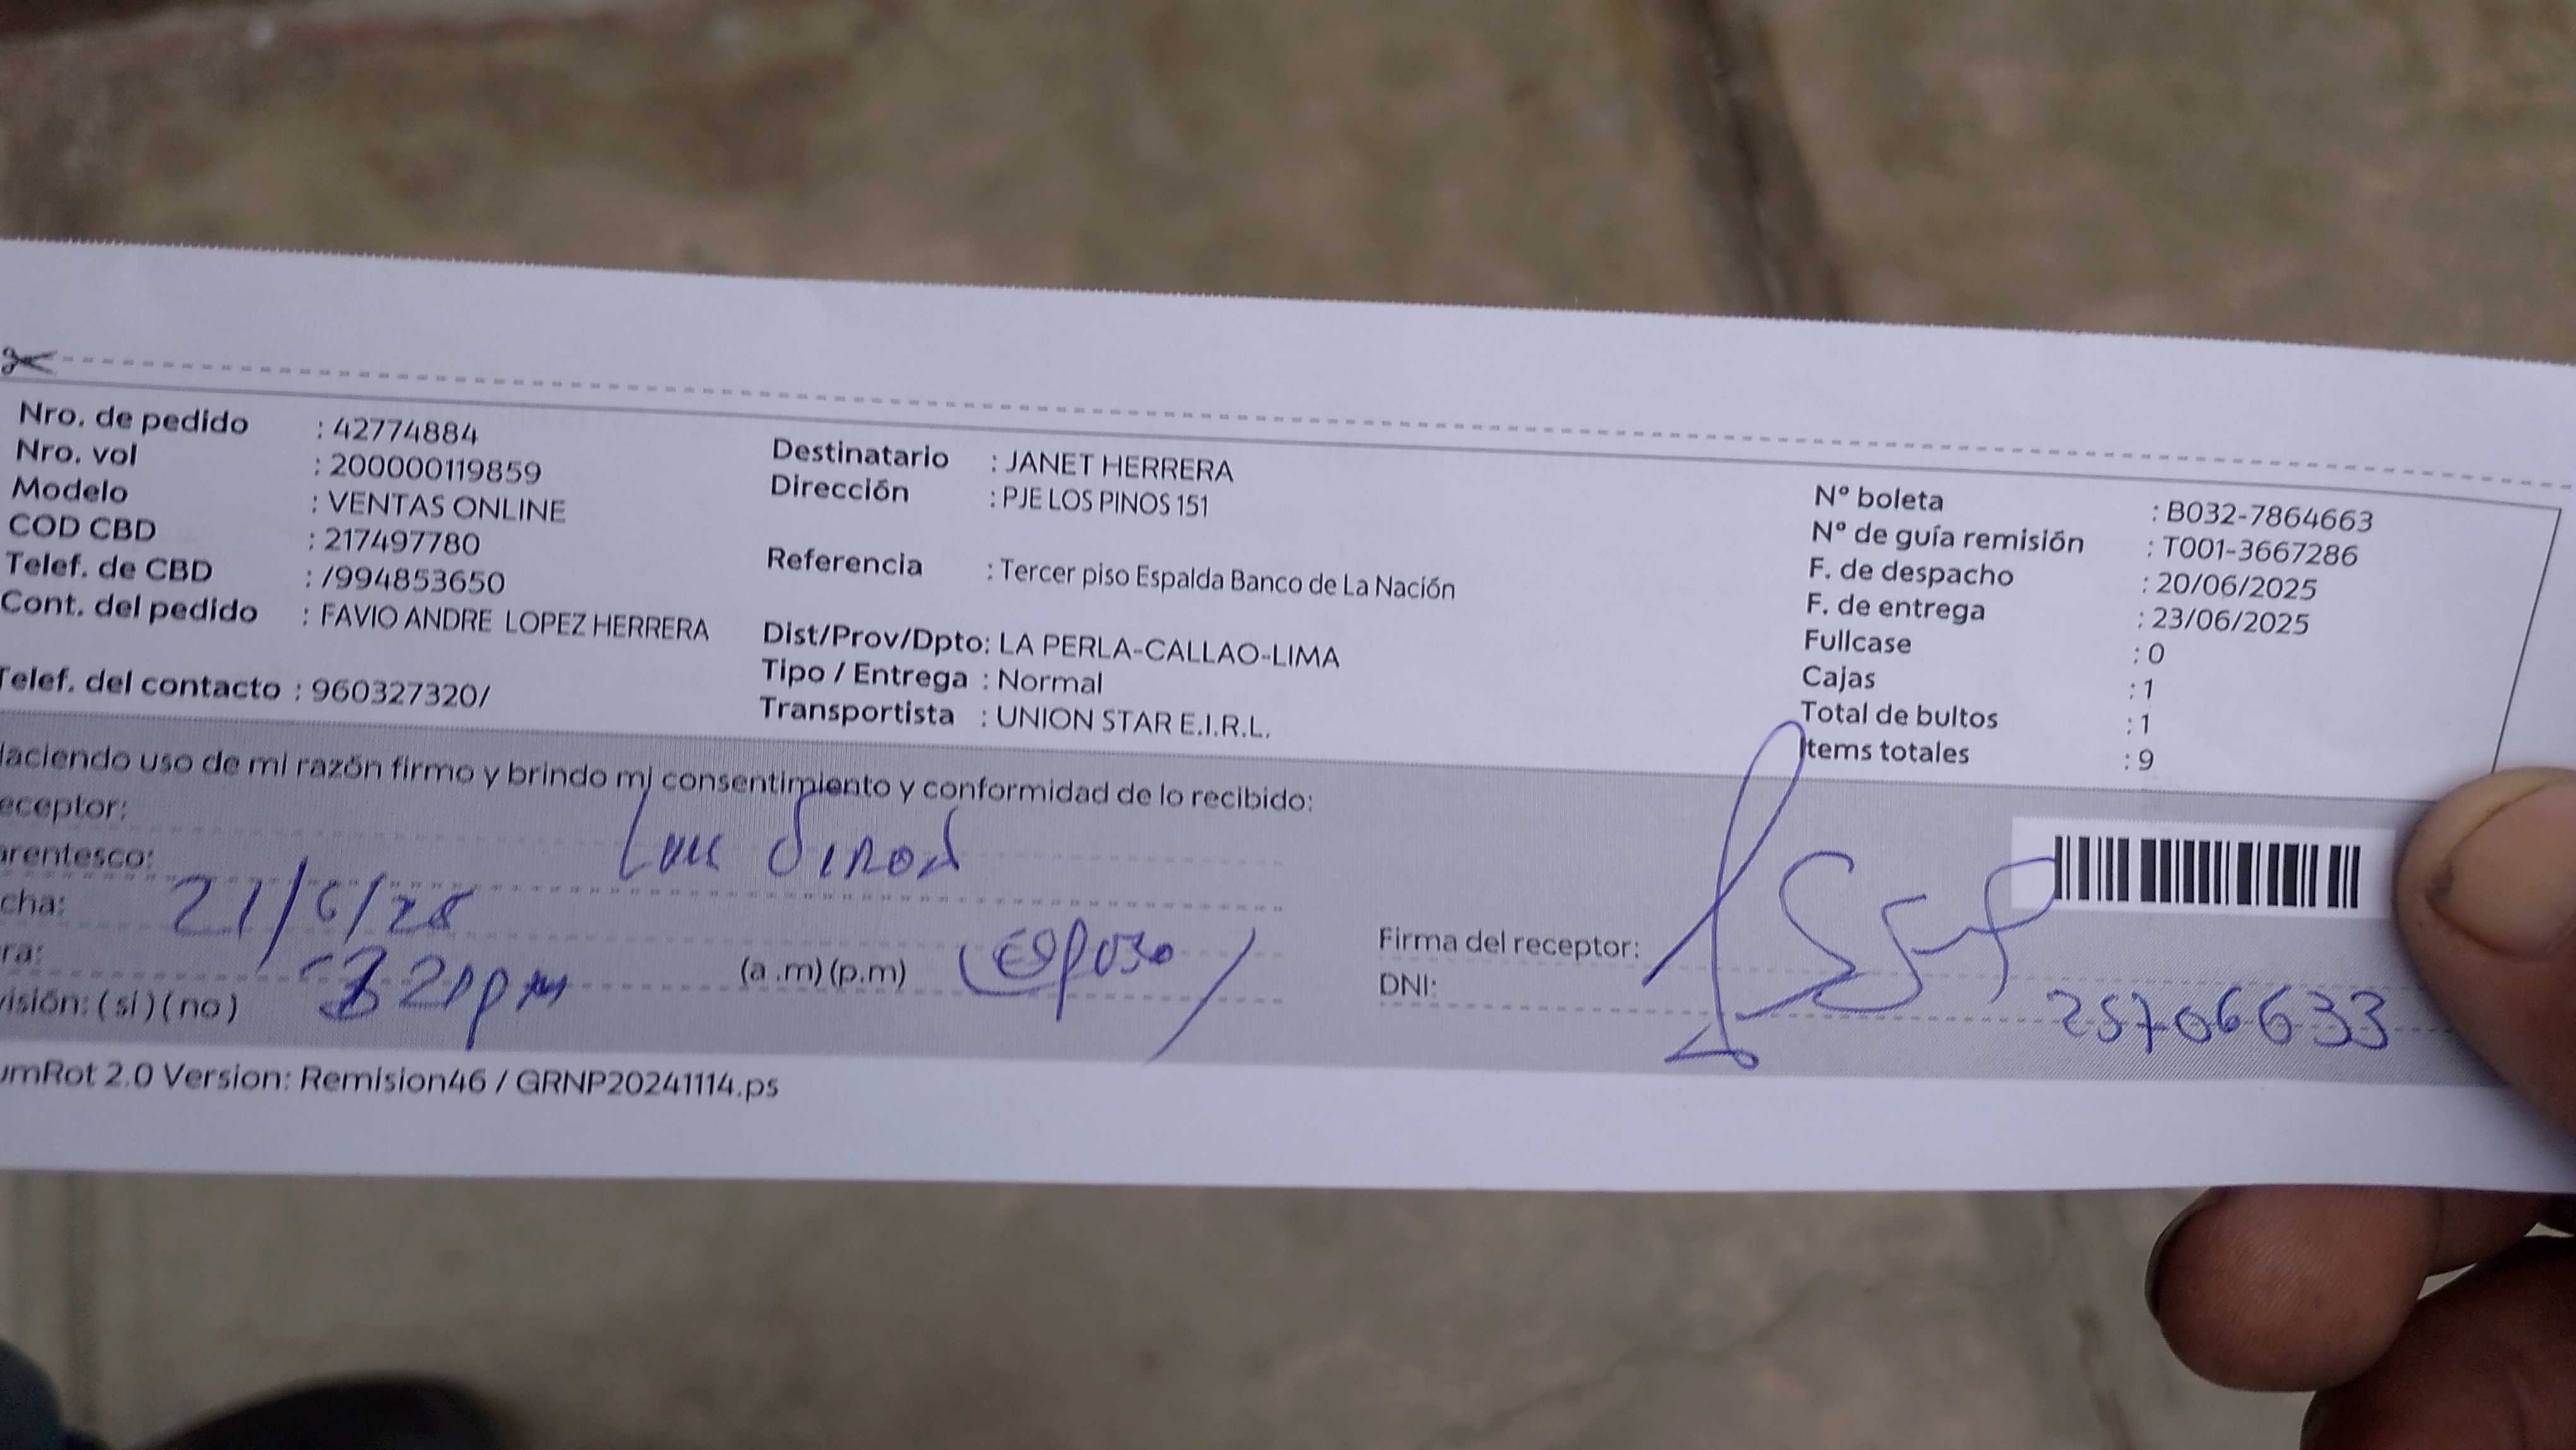 Nro. de pedido : 42774884
Nro. vol : 200000119859
Modelo : VENTAS ONLINE
COD CBD : 217497780
Telef. de CBD : /994853650
Cont. del pedido : FAVIO ANDRE LOPEZ HERRERA
Telef. del contacto : 960327320/
Destinatario : JANET HERRERA
Dirección : PJE LOS PINOS 151
Referencia : Tercer piso Espalda Banco de La Nación
Dist/Prov/Dpto: LA PERLA-CALLAO-LIMA
Tipo / Entrega : Normal
Transportista : UNION STAR E.I.R.L.
Nº boleta : B032-7864663
Nº de guía remisión : T001-3667286
F. de despacho : 20/06/2025
F. de entrega : 23/06/2025
Fullcase : 0
Cajas : 1
Total de bultos : 1
Items totales : 9
aciendo uso de mi razón firmo y brindo mi consentimiento y conformidad de lo recibido:
eceptor: Luis
arentesco:
cha: 21/6/25
ra: (a .m) (p.m) (Esposo)
visión: ( si ) ( no )
Firma del receptor:
DNI: 25706633
umRot 2.0 Version: Remision46 / GRNP20241114.ps